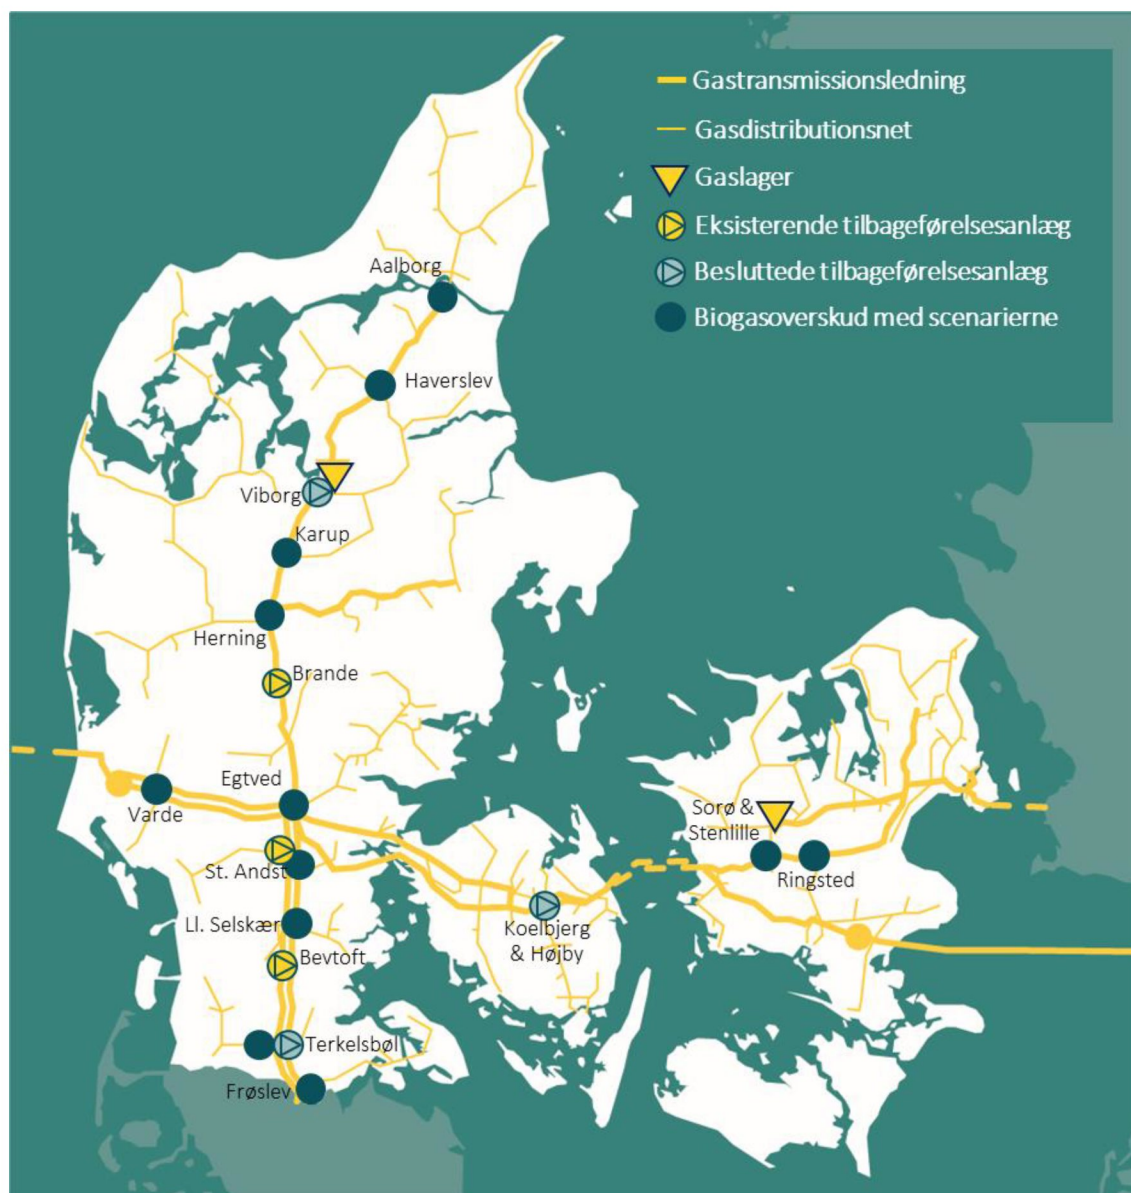 Gastransmissionsledning
Gasdistributionsnet
Gaslager
Eksisterende tilbageførelsesanlæg
Besluttede tilbageførelsesanlæg
Biogasoverskud med scenarierne
Aalborg
Haverslev
Viborg
Karup
Herning
Brande
Egtved
Varde
Sorø &
Stenlille
St. Andst
Ringsted
Ll. Selskær
Koelbjerg
& Højby
Bevtoft
Terkelsbøl
Frøslev